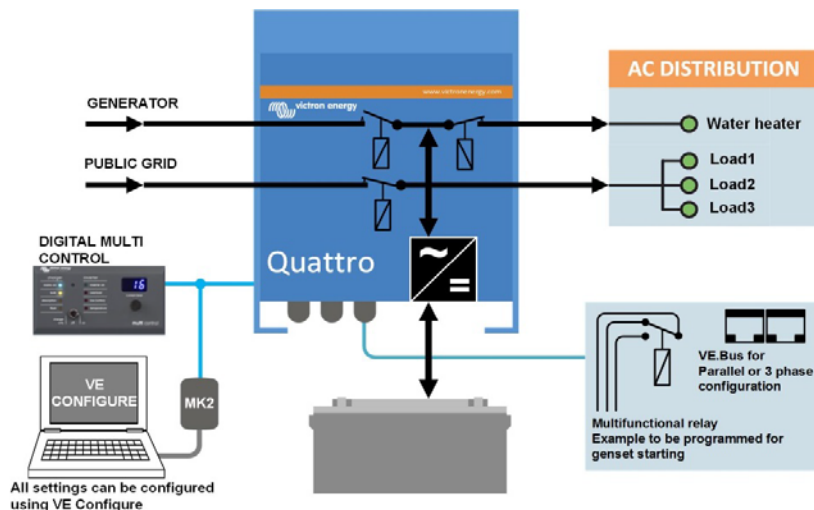 www.victronenergy.com
victron energy
AC DISTRIBUTION
GENERATOR
Water heater
PUBLIC GRID
Load1
Load2
Load3
DIGITAL MULTI
CONTROL
Quattro
16
VE
CONFIGURE
MK2
VE.Bus for
Parallel or 3 phase
configuration
Multifunctional relay
Example to be programmed for
genset starting
All settings can be configured
using VE Configure